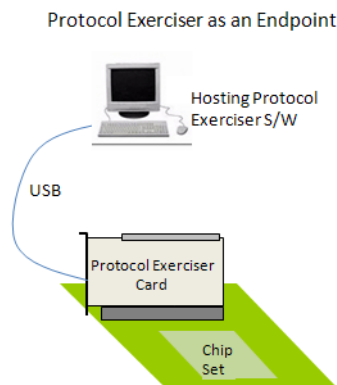 Protocol Exerciser as an Endpoint
Hosting Protocol
Exerciser S/W
USB
Protocol Exerciser
Card
Chip
Set